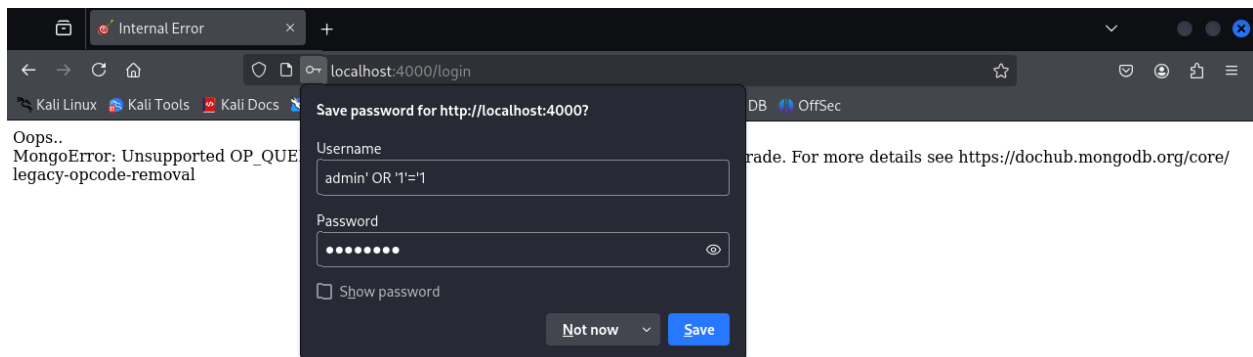 Internal Error
localhost:4000/login
Kali Linux Kali Tools Kali Docs DB OffSec
Oops..
MongoError: Unsupported OP_QUE rade. For more details see https://dochub.mongodb.org/core/
legacy-opcode-removal
Save password for http://localhost:4000?
Username
admin' OR '1'='1
Password
Show password
Not now Save